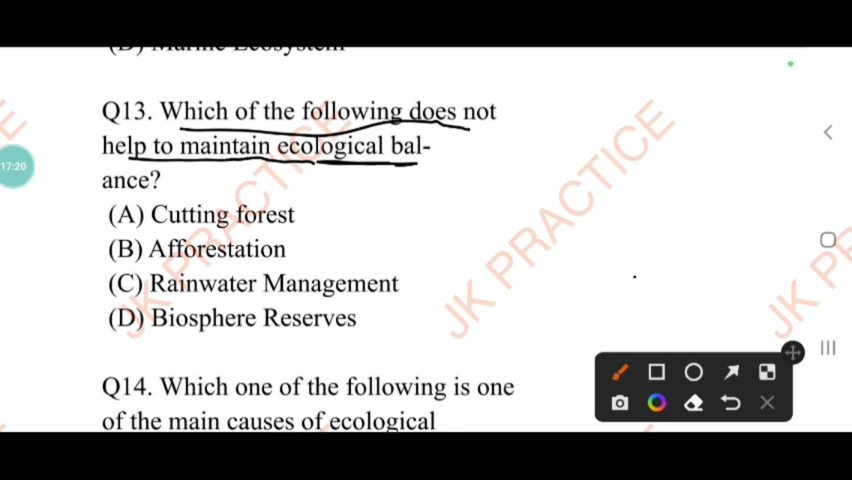 Q13. Which of the following does not
help to maintain ecological bal-
ance?
(A) Cutting forest
(B) Afforestation
(C) Rainwater Management
(D) Biosphere Reserves
Q14. Which one of the following is one
of the main causes of ecological
17:20
JK PRACTICE
JK PRACTICE